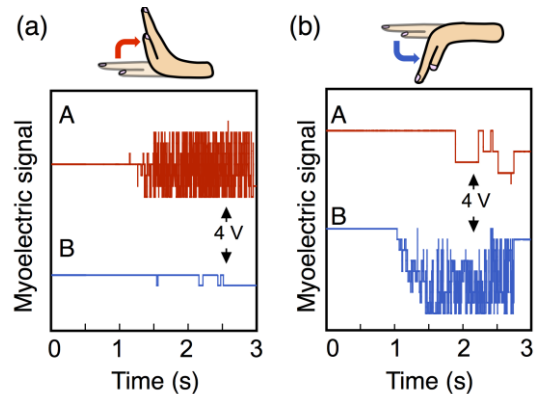 (a)
A
4 V
B
Myoelectric signal
0 1 2 3
Time (s)
(b)
A
4 V
B
Myoelectric signal
0 1 2 3
Time (s)